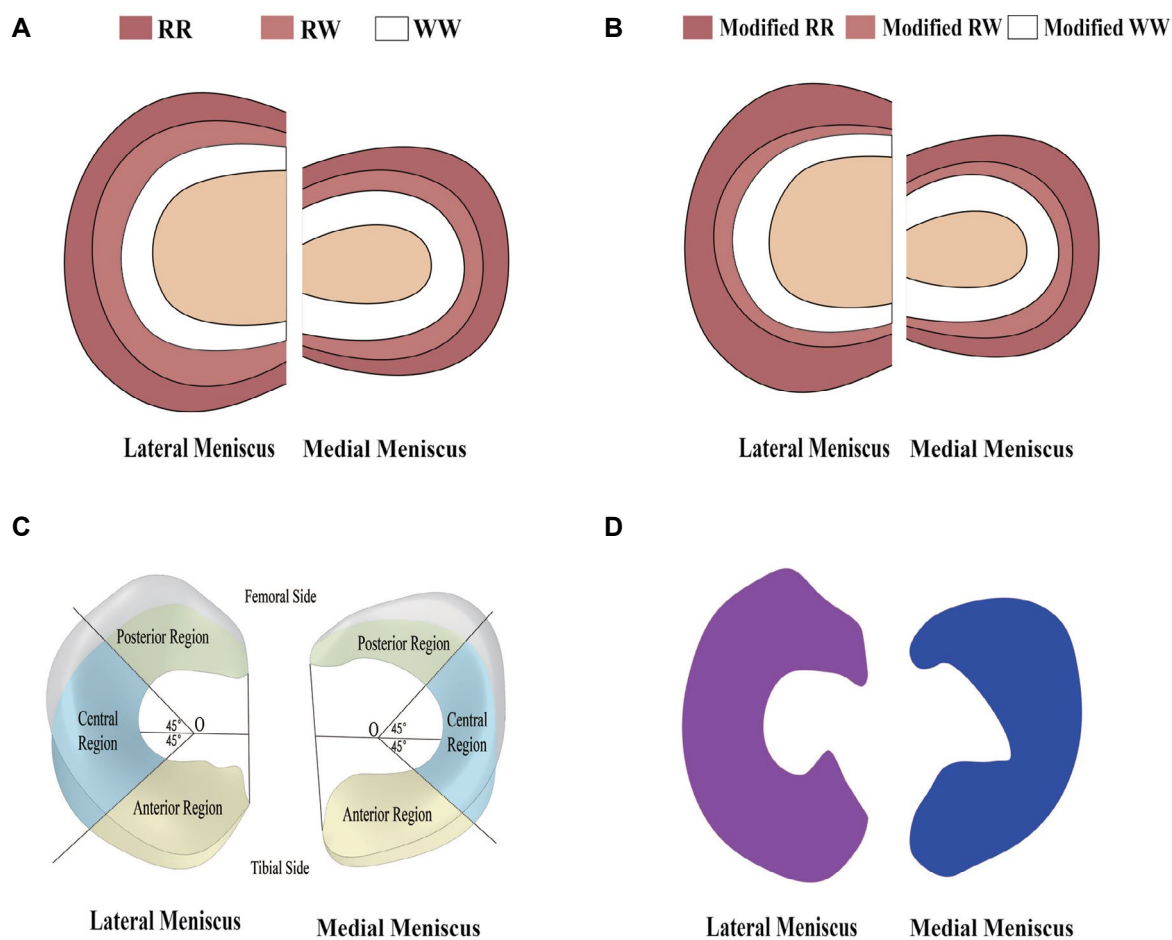 A
RR RW WW
Lateral Meniscus Medial Meniscus
B
Modified RR Modified RW Modified WW
Lateral Meniscus Medial Meniscus
C
Femoral Side
Posterior Region
Posterior Region
Central
Region
45°
45°
O
O
45°
45°
Central
Region
Anterior Region
Anterior Region
Tibial Side
Lateral Meniscus Medial Meniscus
D
Lateral Meniscus Medial Meniscus